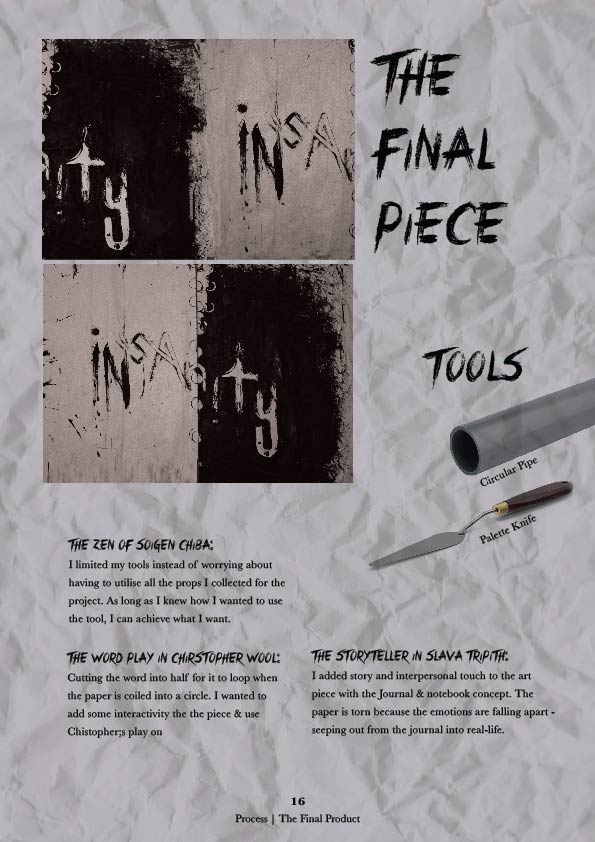 THE
FINAL
PIECE
ity
iNSA
iNSANiTY
TOOLS
Circular Pipe
Palette Knife
THE ZEN OF SOIGEN CHIBA:
I limited my tools instead of worrying about
having to utilise all the props I collected for the
project. As long as I knew how I wanted to use
the tool, I can achieve what I want.
THE WORD PLAY iN CHIRSTOPHER WOOL:
Cutting the word into half for it to loop when
the paper is coiled into a circle. I wanted to
add some interactivity the the piece & use
Chistopher;s play on
THE STORYTELLER iN SLAVA TRIPITH:
I added story and interpersonal touch to the art
piece with the Journal & notebook concept. The
paper is torn because the emotions are falling apart -
seeping out from the journal into real-life.
16
Process | The Final Product